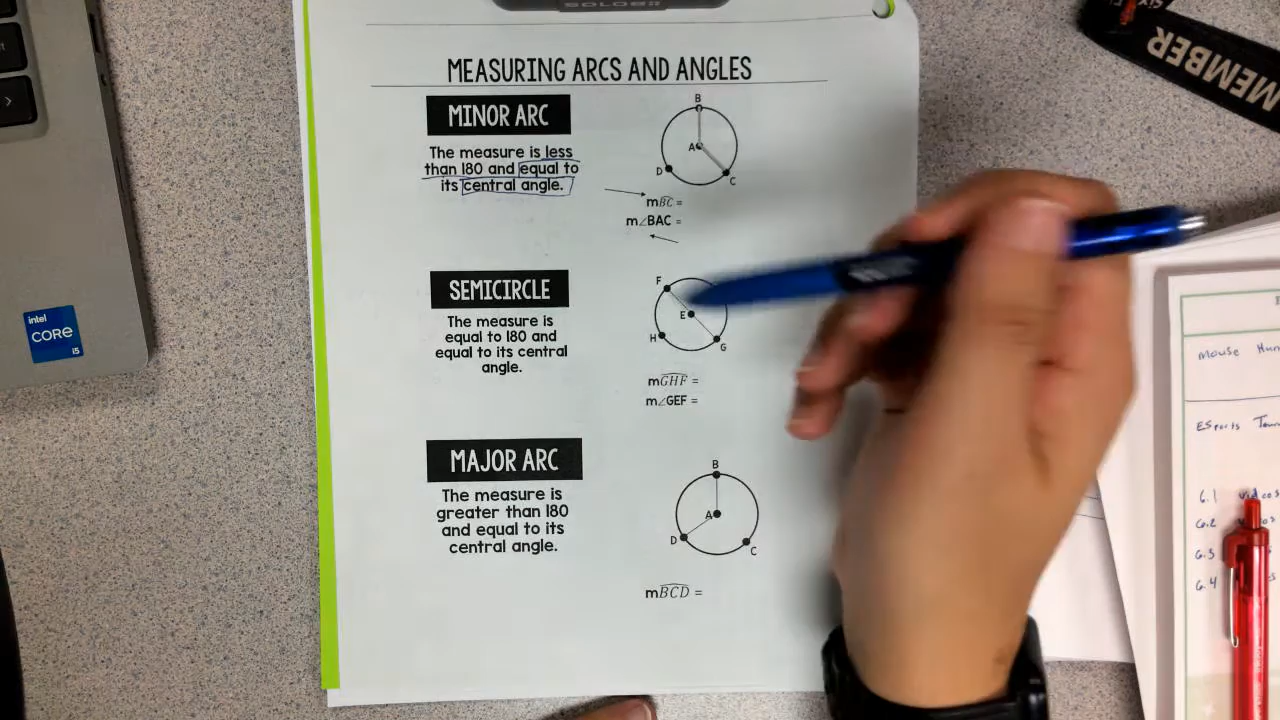 SOLO
MEASURING ARCS AND ANGLES
MINOR ARC
The measure is less
than 180 and equal to
its central angle.
B
A
D
C
mBC =
m∠BAC =
SEMICIRCLE
The measure is
equal to 180 and
equal to its central
angle.
F
E
H
G
mGHF =
m∠GEF =
MAJOR ARC
The measure is
greater than 180
and equal to its
central angle.
B
A
D
C
mBCD =
intel
CORE
i5
MEMBER
Mouse
ESports
6.1
6.2
6.3
6.4